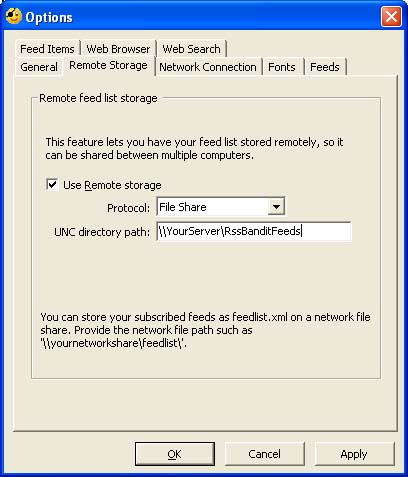 Options
Feed Items Web Browser Web Search
General Remote Storage Network Connection Fonts Feeds
Remote feed list storage
This feature lets you have your feed list stored remotely, so it
can be shared between multiple computers.
Use Remote storage
Protocol: File Share
UNC directory path: \\YourServer\RssBanditFeeds
You can store your subscribed feeds as feedlist.xml on a network file
share. Provide the network file path such as
'\\yournetworkshare\feedlist\'.
OK Cancel Apply